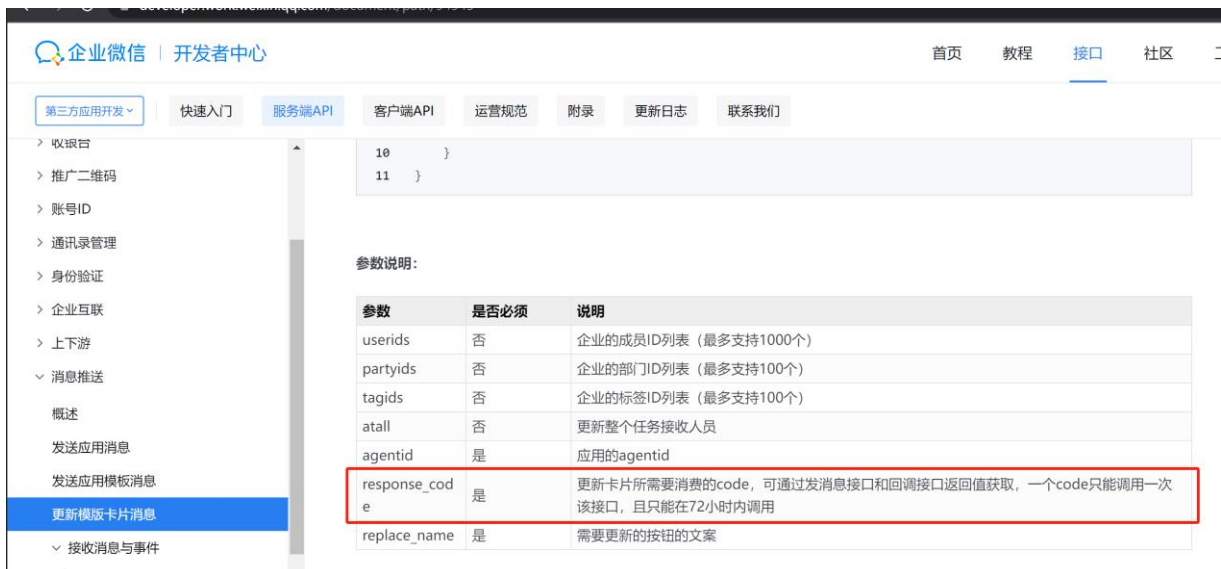 企业微信 | 开发者中心
首页 教程 接口 社区
第三方应用开发 快速入门 服务端API 客户端API 运营规范 附录 更新日志 联系我们
收银台
推广二维码
账号ID
通讯录管理
身份验证
企业互联
上下游
消息推送
概述
发送应用消息
发送应用模板消息
更新模版卡片消息
接收消息与事件
10 }
11 }
参数说明：
参数 是否必须 说明
userids 否 企业的成员ID列表（最多支持1000个）
partyids 否 企业的部门ID列表（最多支持100个）
tagids 否 企业的标签ID列表（最多支持100个）
atall 否 更新整个任务接收人员
agentid 是 应用的agentid
response_cod
e 是 更新卡片所需要消费的code，可通过发消息接口和回调接口返回值获取，一个code只能调用一次
该接口，且只能在72小时内调用
replace_name 是 需要更新的按钮的文案